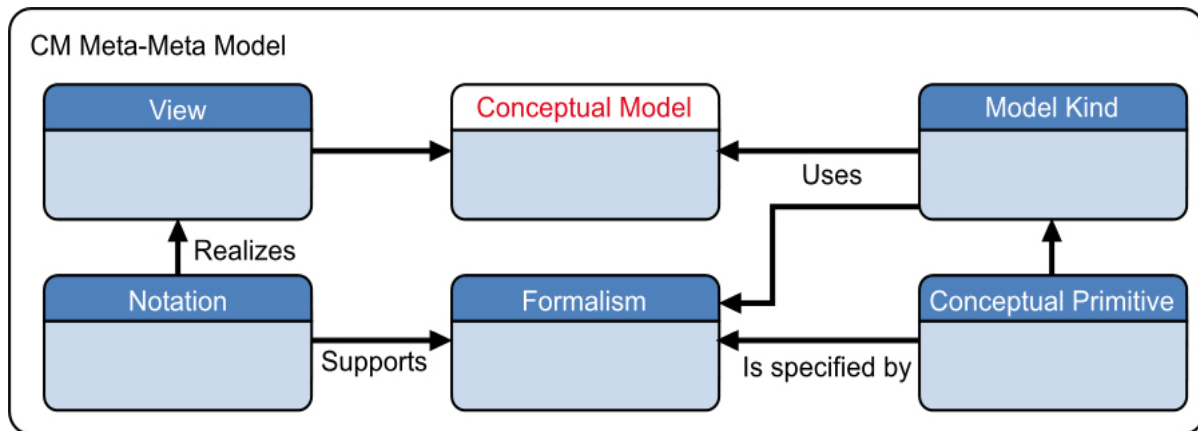 CM Meta-Meta Model
View
Conceptual Model
Model Kind
Uses
Realizes
Notation
Formalism
Conceptual Primitive
Supports
Is specified by